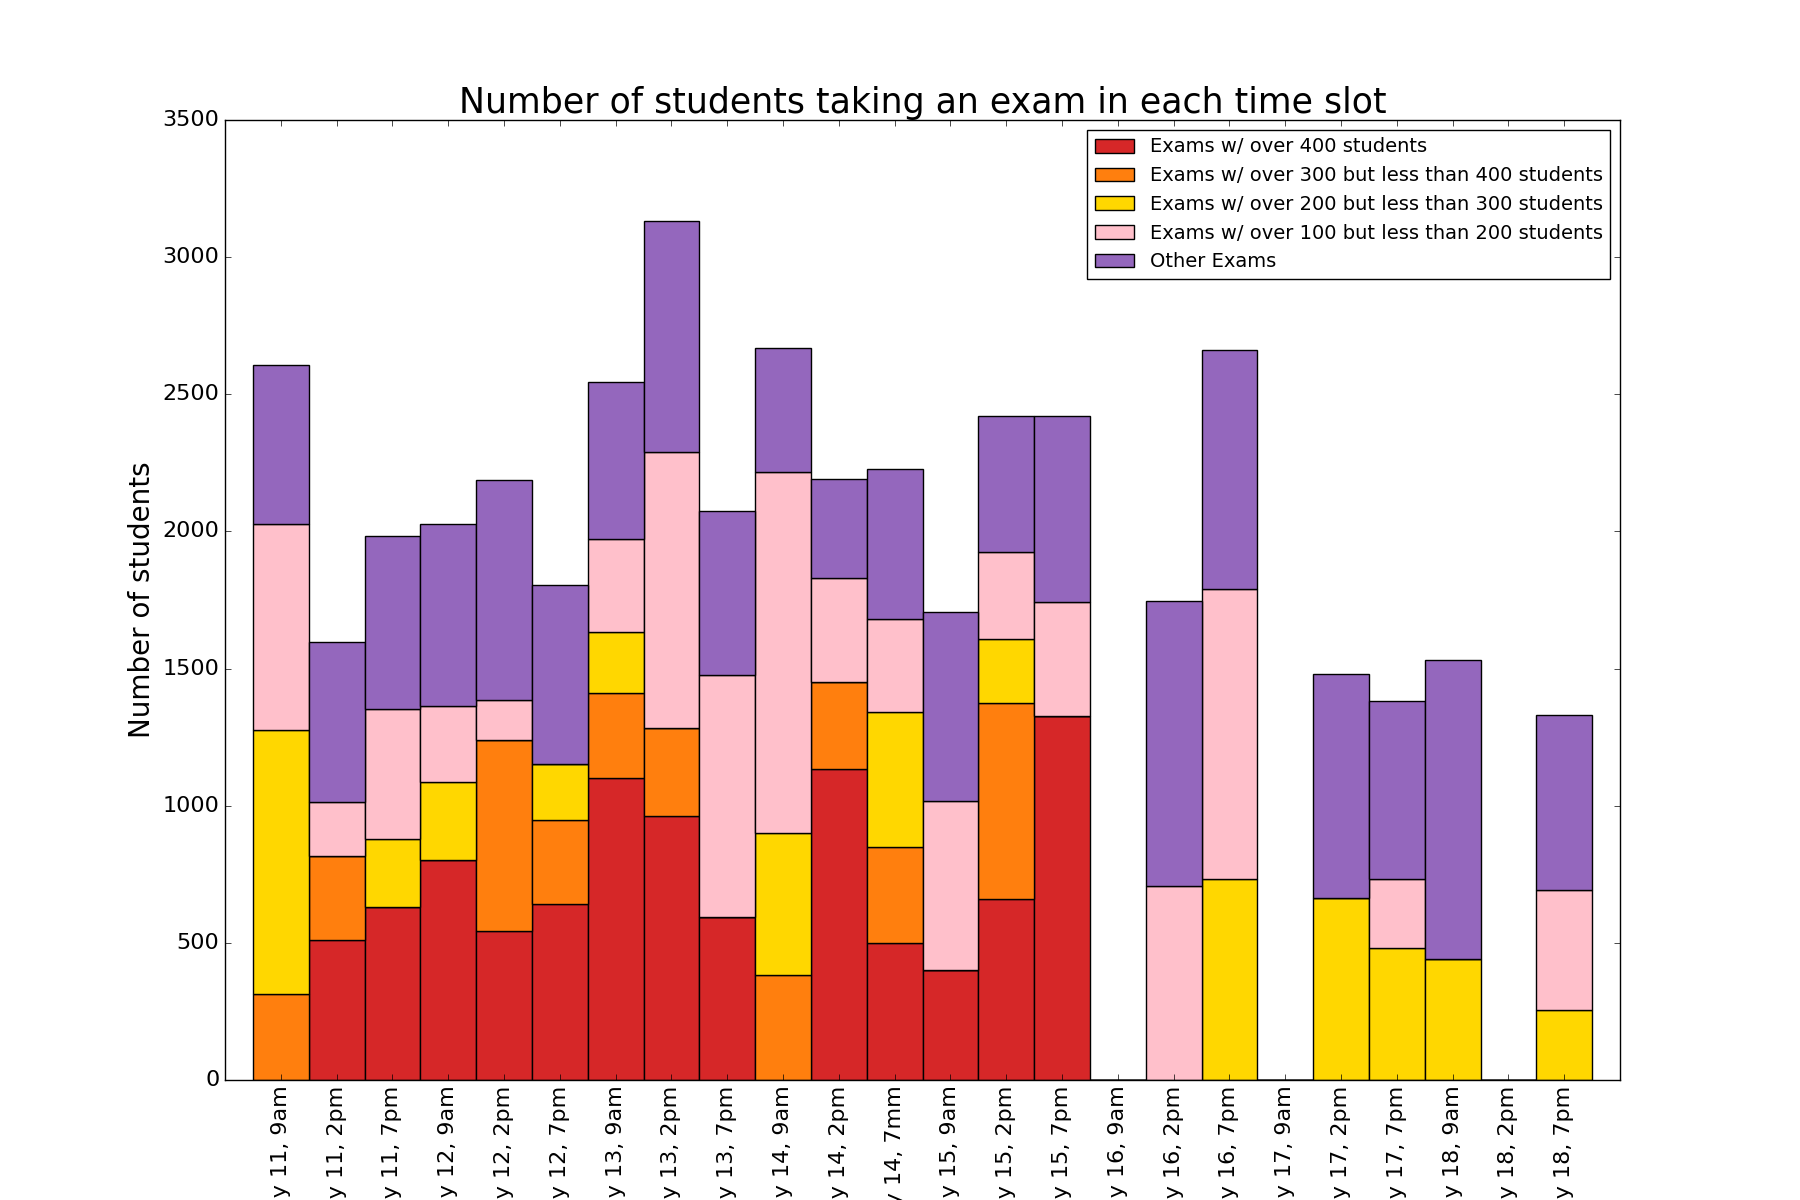 Number of students taking an exam in each time slot
Exams w/ over 400 students
Exams w/ over 300 but less than 400 students
Exams w/ over 200 but less than 300 students
Exams w/ over 100 but less than 200 students
Other Exams
Number of students
3500
3000
2500
2000
1500
1000
500
0
y 11, 9am
y 11, 2pm
y 11, 7pm
y 12, 9am
y 12, 2pm
y 12, 7pm
y 13, 9am
y 13, 2pm
y 13, 7pm
y 14, 9am
y 14, 2pm
y 14, 7mm
y 15, 9am
y 15, 2pm
y 15, 7pm
y 16, 9am
y 16, 2pm
y 16, 7pm
y 17, 9am
y 17, 2pm
y 17, 7pm
y 18, 9am
y 18, 2pm
y 18, 7pm